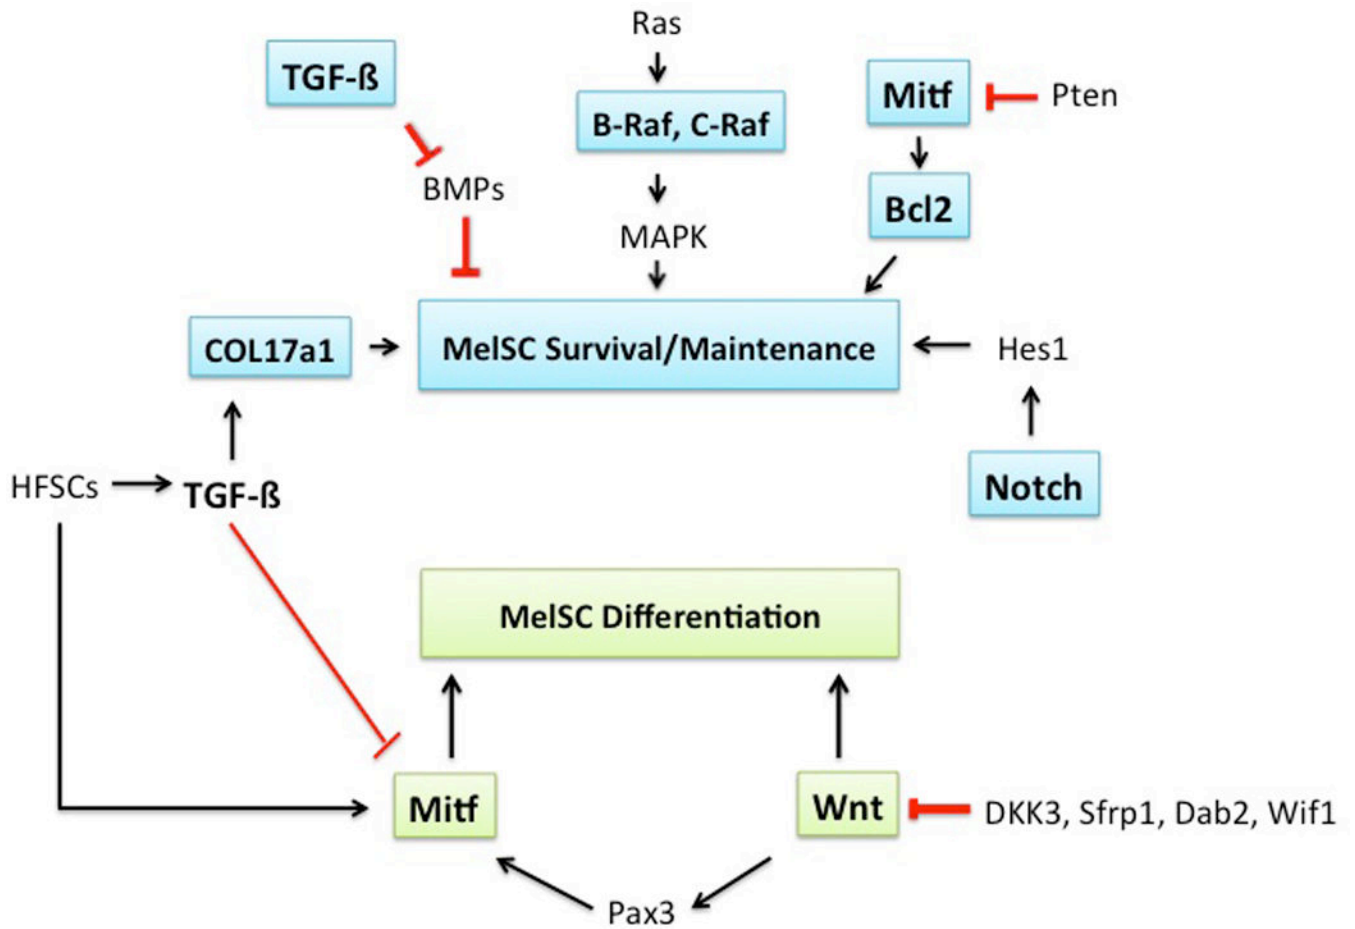 Ras
TGF-ß
Mitf
Pten
B-Raf, C-Raf
BMPs
Bcl2
MAPK
COL17a1
MelSC Survival/Maintenance
Hes1
HFSCs
TGF-ß
Notch
MelSC Differentiation
Mitf
Wnt
DKK3, Sfrp1, Dab2, Wif1
Pax3